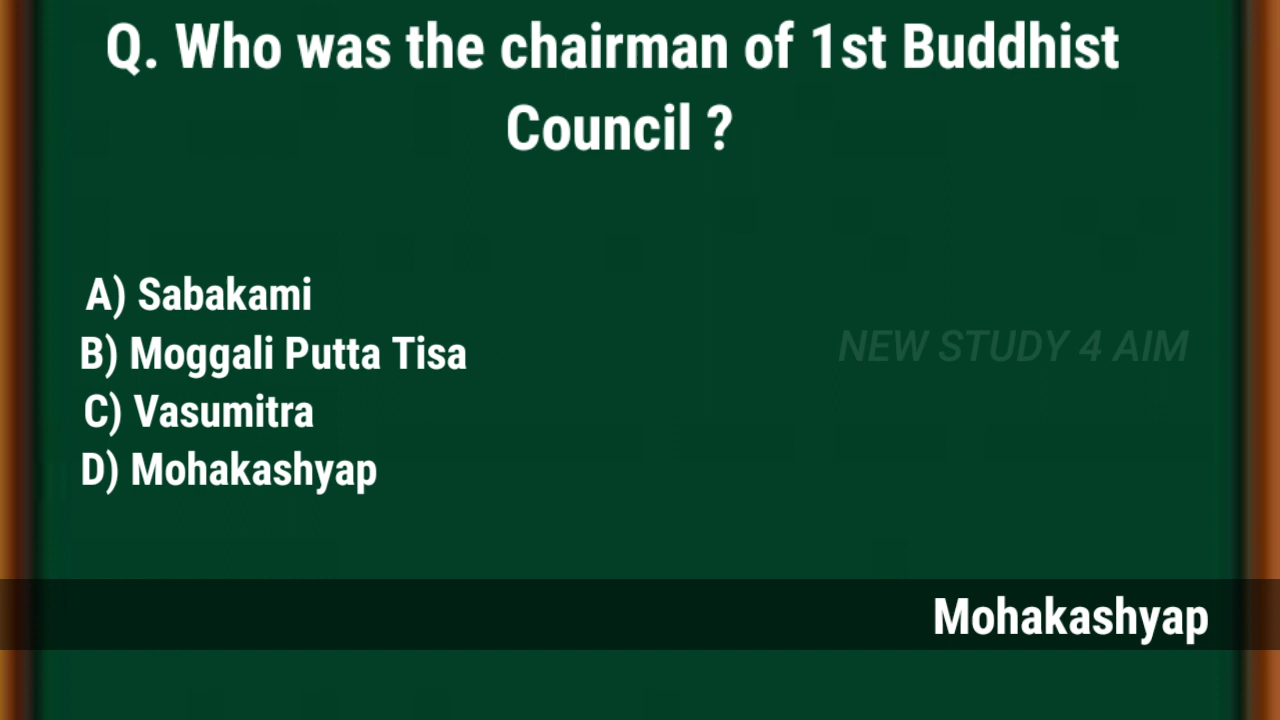 Q. Who was the chairman of 1st Buddhist
Council ?
A) Sabakami
B) Moggali Putta Tisa
NEW STUDY 4 AIM
C) Vasumitra
D) Mohakashyap
Mohakashyap